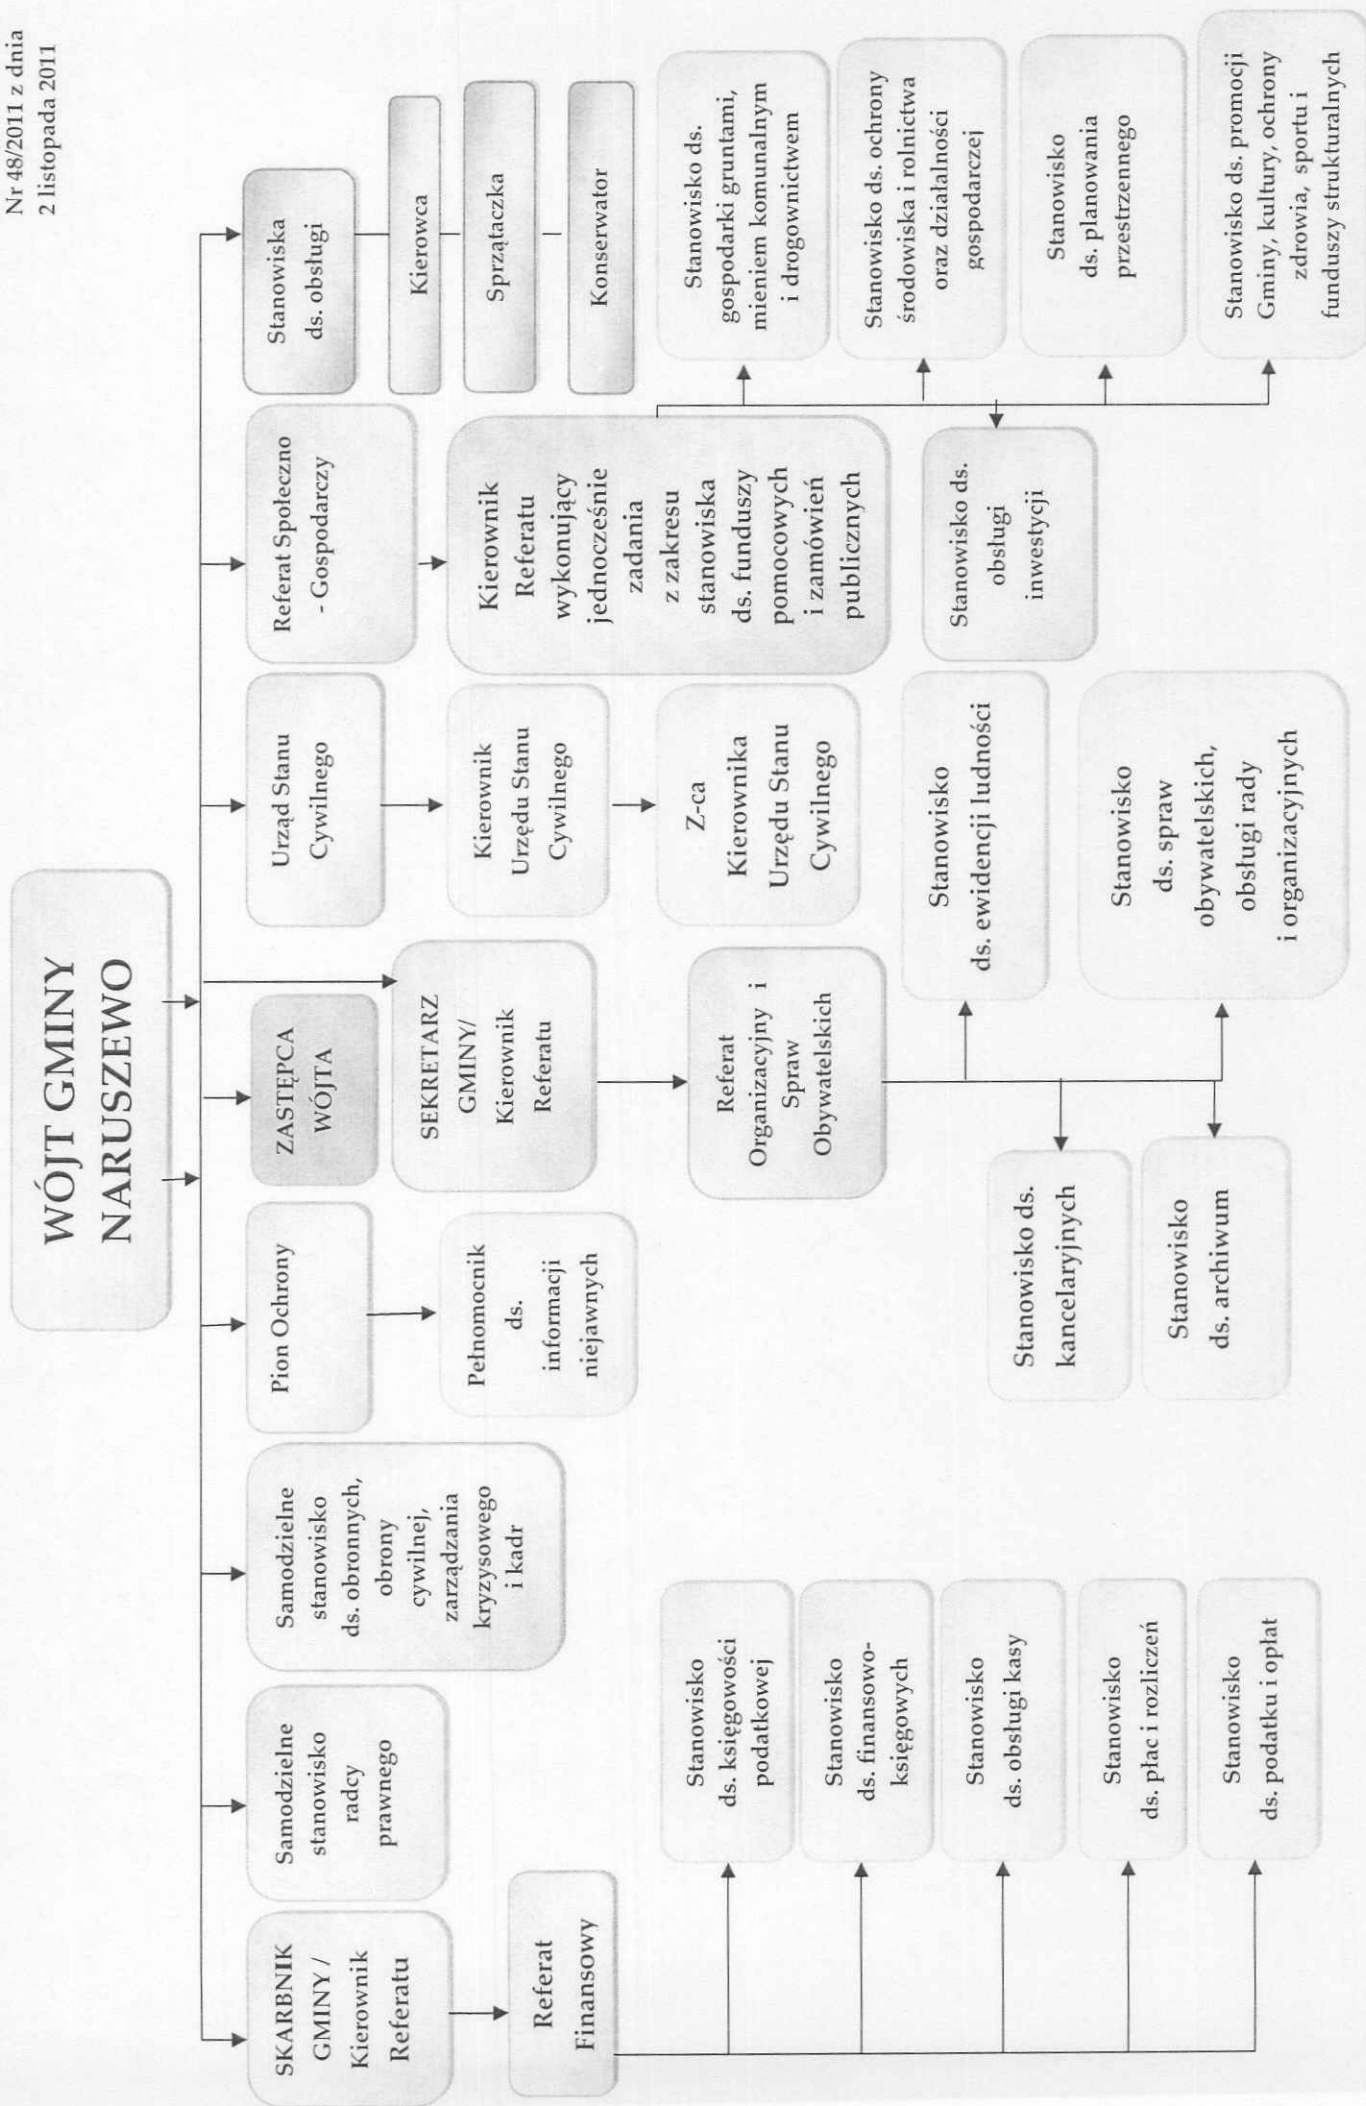 Nr 48/2011 z dnia
2 listopada 2011
WÓJT GMINY
NARUSZEWO
SKARBNIK
GMINY /
Kierownik
Referatu
Samodzielne
stanowisko
radcy
prawnego
Samodzielne
stanowisko
ds. obronnych,
obrony
cywilnej,
zarządzania
kryzysowego
i kadr
Pion Ochrony
ZASTĘPCA
WÓJTA
Urząd Stanu
Cywilnego
Referat Społeczno
- Gospodarczy
Stanowiska
ds. obsługi
Referat
Finansowy
Pełnomocnik
ds.
informacji
niejawnych
SEKRETARZ
GMINY/
Kierownik
Referatu
Kierownik
Urzędu Stanu
Cywilnego
Kierownik
Referatu
wykonujący
jednocześnie
zadania
z zakresu
stanowiska
ds. funduszy
pomocowych
i zamówień
publicznych
Kierowca
Sprzątaczka
Konserwator
Stanowisko
ds. księgowości
podatkowej
Stanowisko
ds. finansowo-
księgowych
Stanowisko
ds. obsługi kasy
Stanowisko
ds. płac i rozliczeń
Stanowisko
ds. podatku i opłat
Referat
Organizacyjny i
Spraw
Obywatelskich
Z-ca
Kierownika
Urzędu Stanu
Cywilnego
Stanowisko ds.
kancelaryjnych
Stanowisko
ds. archiwum
Stanowisko
ds. ewidencji ludności
Stanowisko
ds. spraw
obywatelskich,
obsługi rady
i organizacyjnych
Stanowisko ds.
obsługi
inwestycji
Stanowisko ds.
gospodarki gruntami,
mieniem komunalnym
i drogownictwem
Stanowisko ds. ochrony
środowiska i rolnictwa
oraz działalności
gospodarczej
Stanowisko
ds. planowania
przestrzennego
Stanowisko ds. promocji
Gminy, kultury, ochrony
zdrowia, sportu i
funduszy strukturalnych